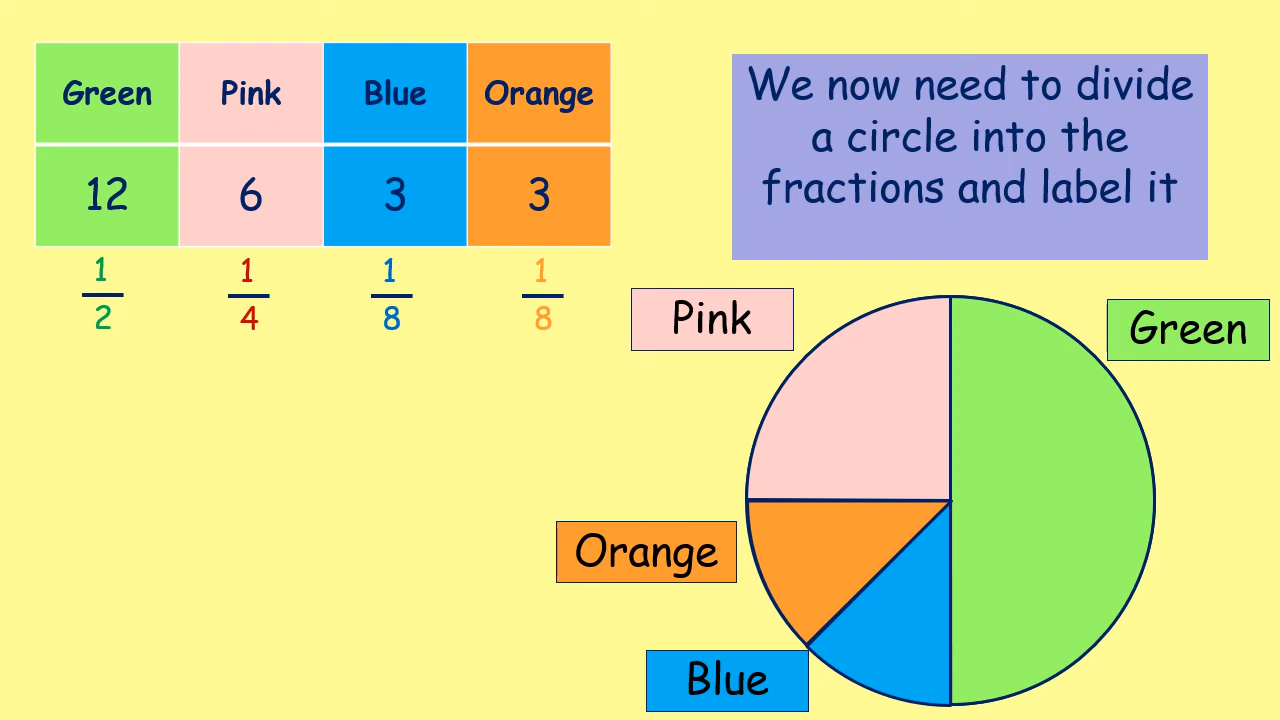 Green Pink Blue Orange
12 6 3 3
1 1 1 1
2 4 8 8
We now need to divide
a circle into the
fractions and label it
Pink
Green
Orange
Blue